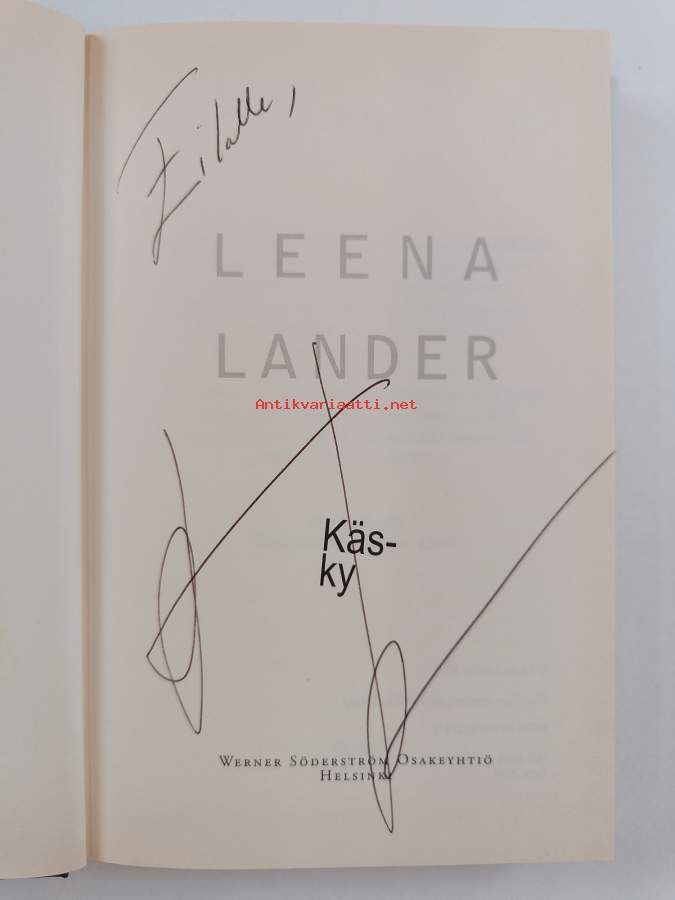 Eilalle,
LEENA
LANDER
Antikvariaatti.net
Käs-
ky
WERNER SÖDERSTRÖM OSAKEYHTIÖ
HELSINKI